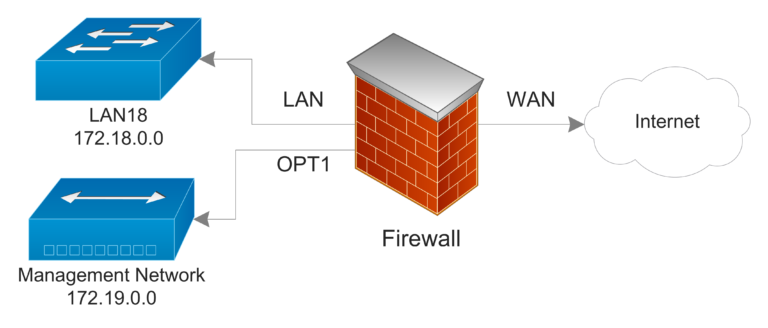 LAN18
172.18.0.0
LAN
WAN
Internet
OPT1
Firewall
Management Network
172.19.0.0